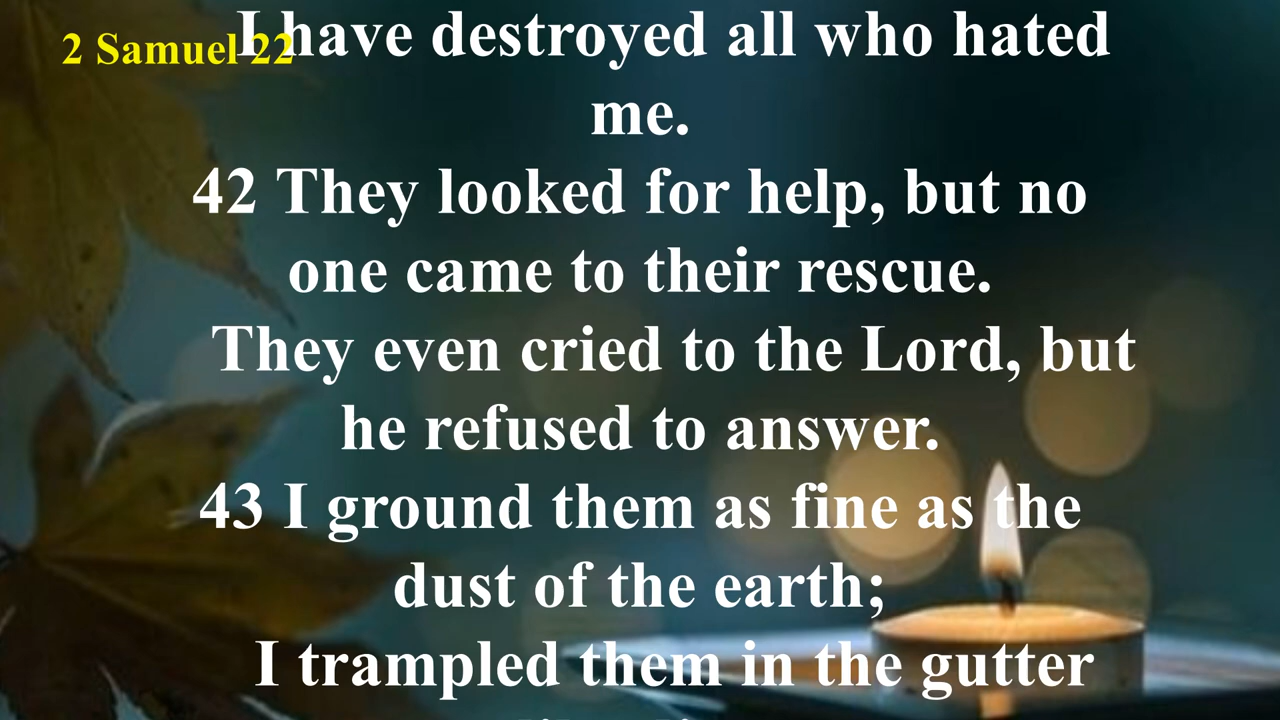 2 Samuel 22
I have destroyed all who hated
me.
42 They looked for help, but no
one came to their rescue.
They even cried to the Lord, but
he refused to answer.
43 I ground them as fine as the
dust of the earth;
I trampled them in the gutter